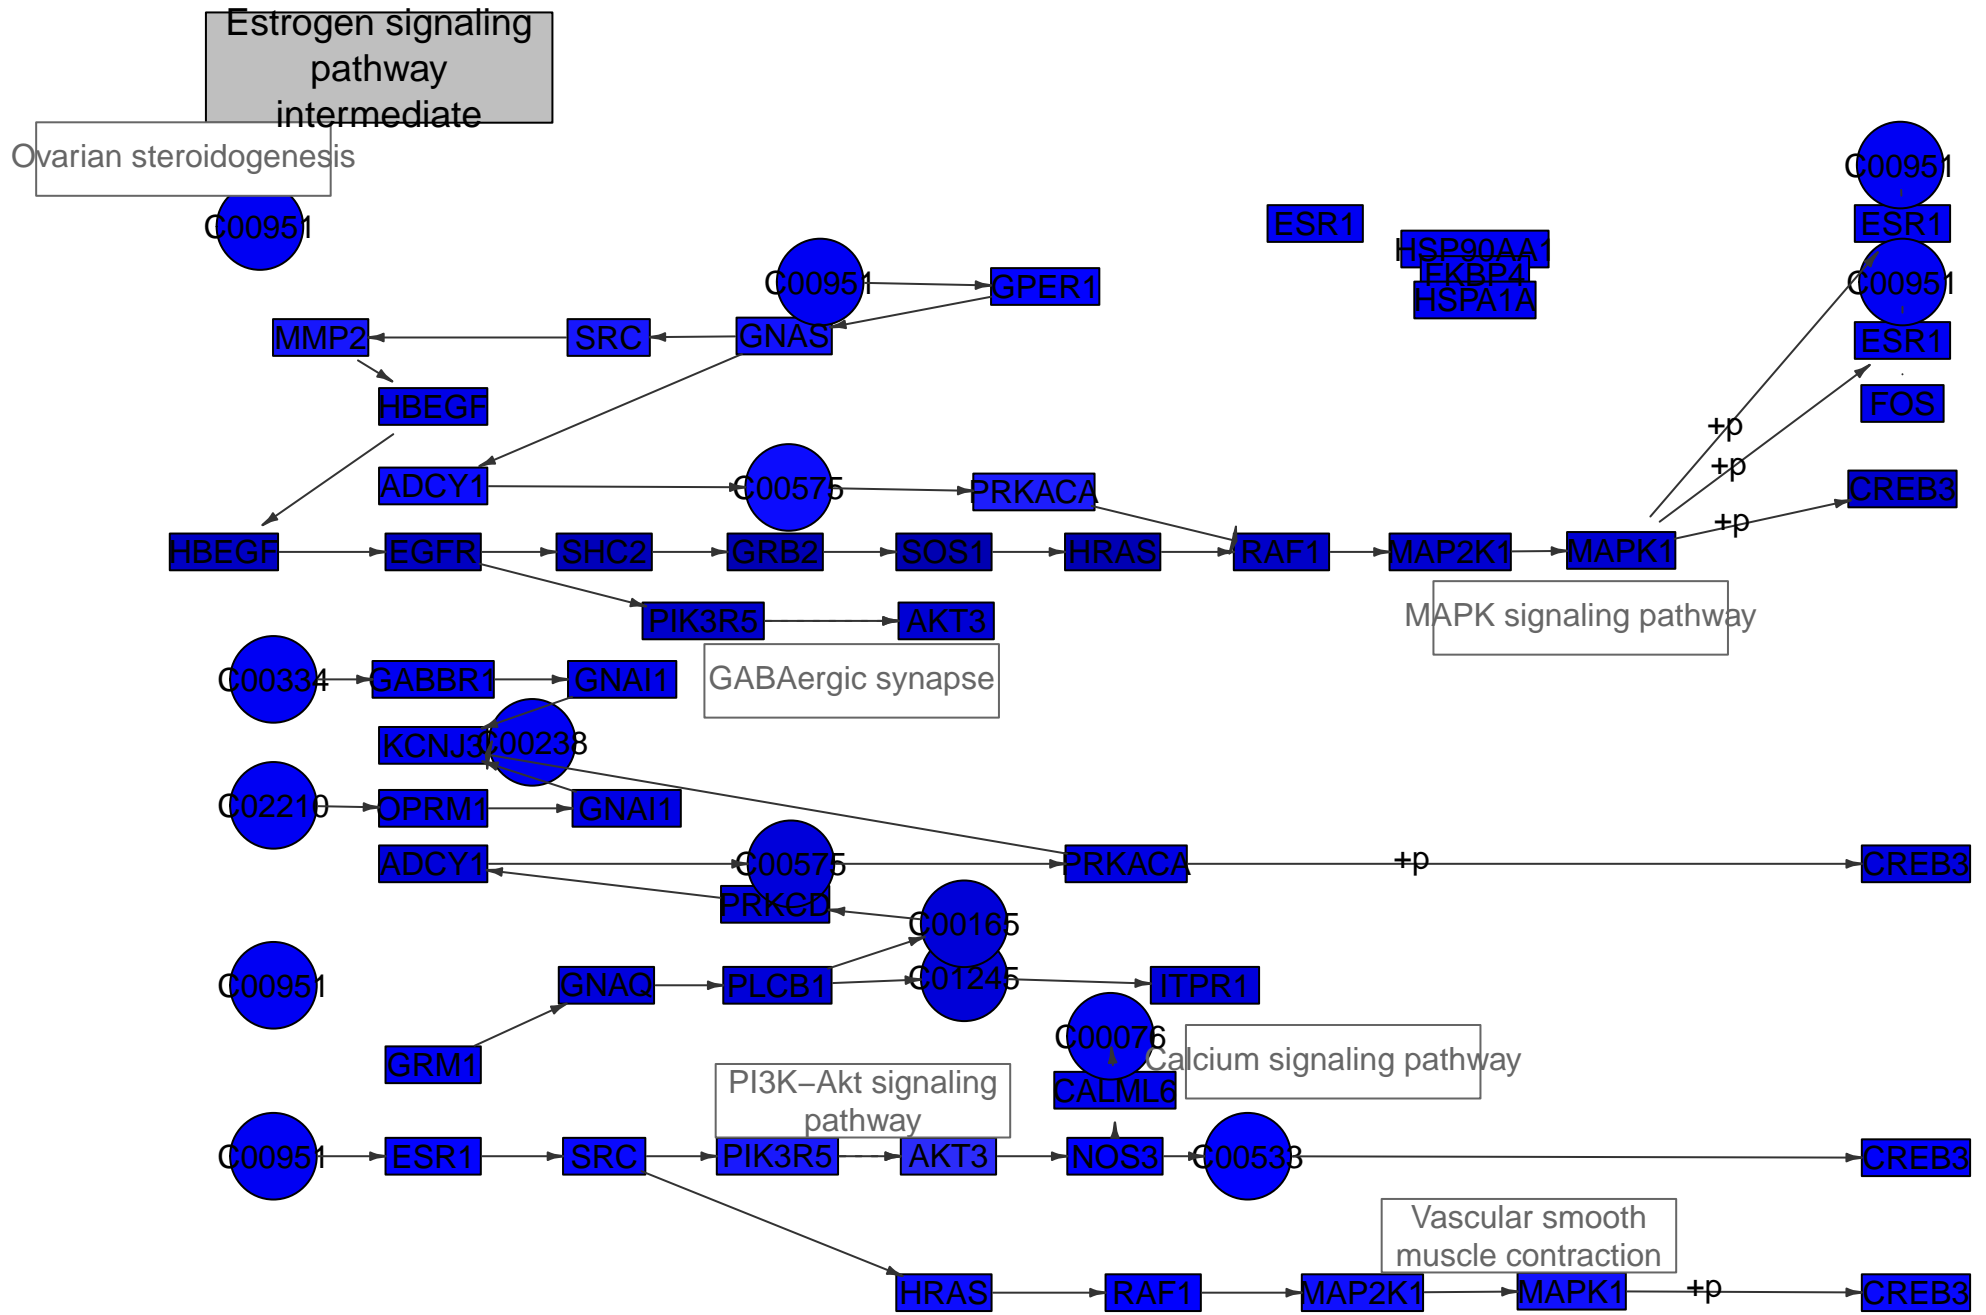 Estrogen signaling
pathway
intermediate
Ovarian steroidogenesis
C00951
C00951
ESR1
C00951
ESR1
HSP90AA1
FKBP4
HSPA1A
C00951
GPER1
C00951
ESR1
MMP2
SRC
GNAS
HBEGF
FOS
+p
+p
ADCY1
C00575
PRKACA
CREB3
+p
HBEGF
EGFR
SHC2
GRB2
SOS1
HRAS
RAF1
MAP2K1
MAPK1
PIK3R5
AKT3
MAPK signaling pathway
C00334
GABBR1
GNAI1
GABAergic synapse
KCNJ3
C00238
C02210
OPRM1
GNAI1
ADCY1
C00575
PRKACA
+p
CREB3
PRKCD
C00165
C00951
GNAQ
PLCB1
C01245
ITPR1
C00076
Calcium signaling pathway
GRM1
CALML6
PI3K–Akt signaling
pathway
C00951
ESR1
SRC
PIK3R5
AKT3
NOS3
C00533
CREB3
Vascular smooth
muscle contraction
HRAS
RAF1
MAP2K1
MAPK1
+p
CREB3